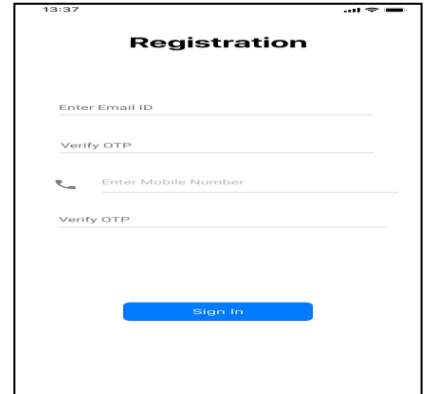 13:37
Registration
Enter Email ID
Verify OTP
Enter Mobile Number
Verify OTP
Sign In